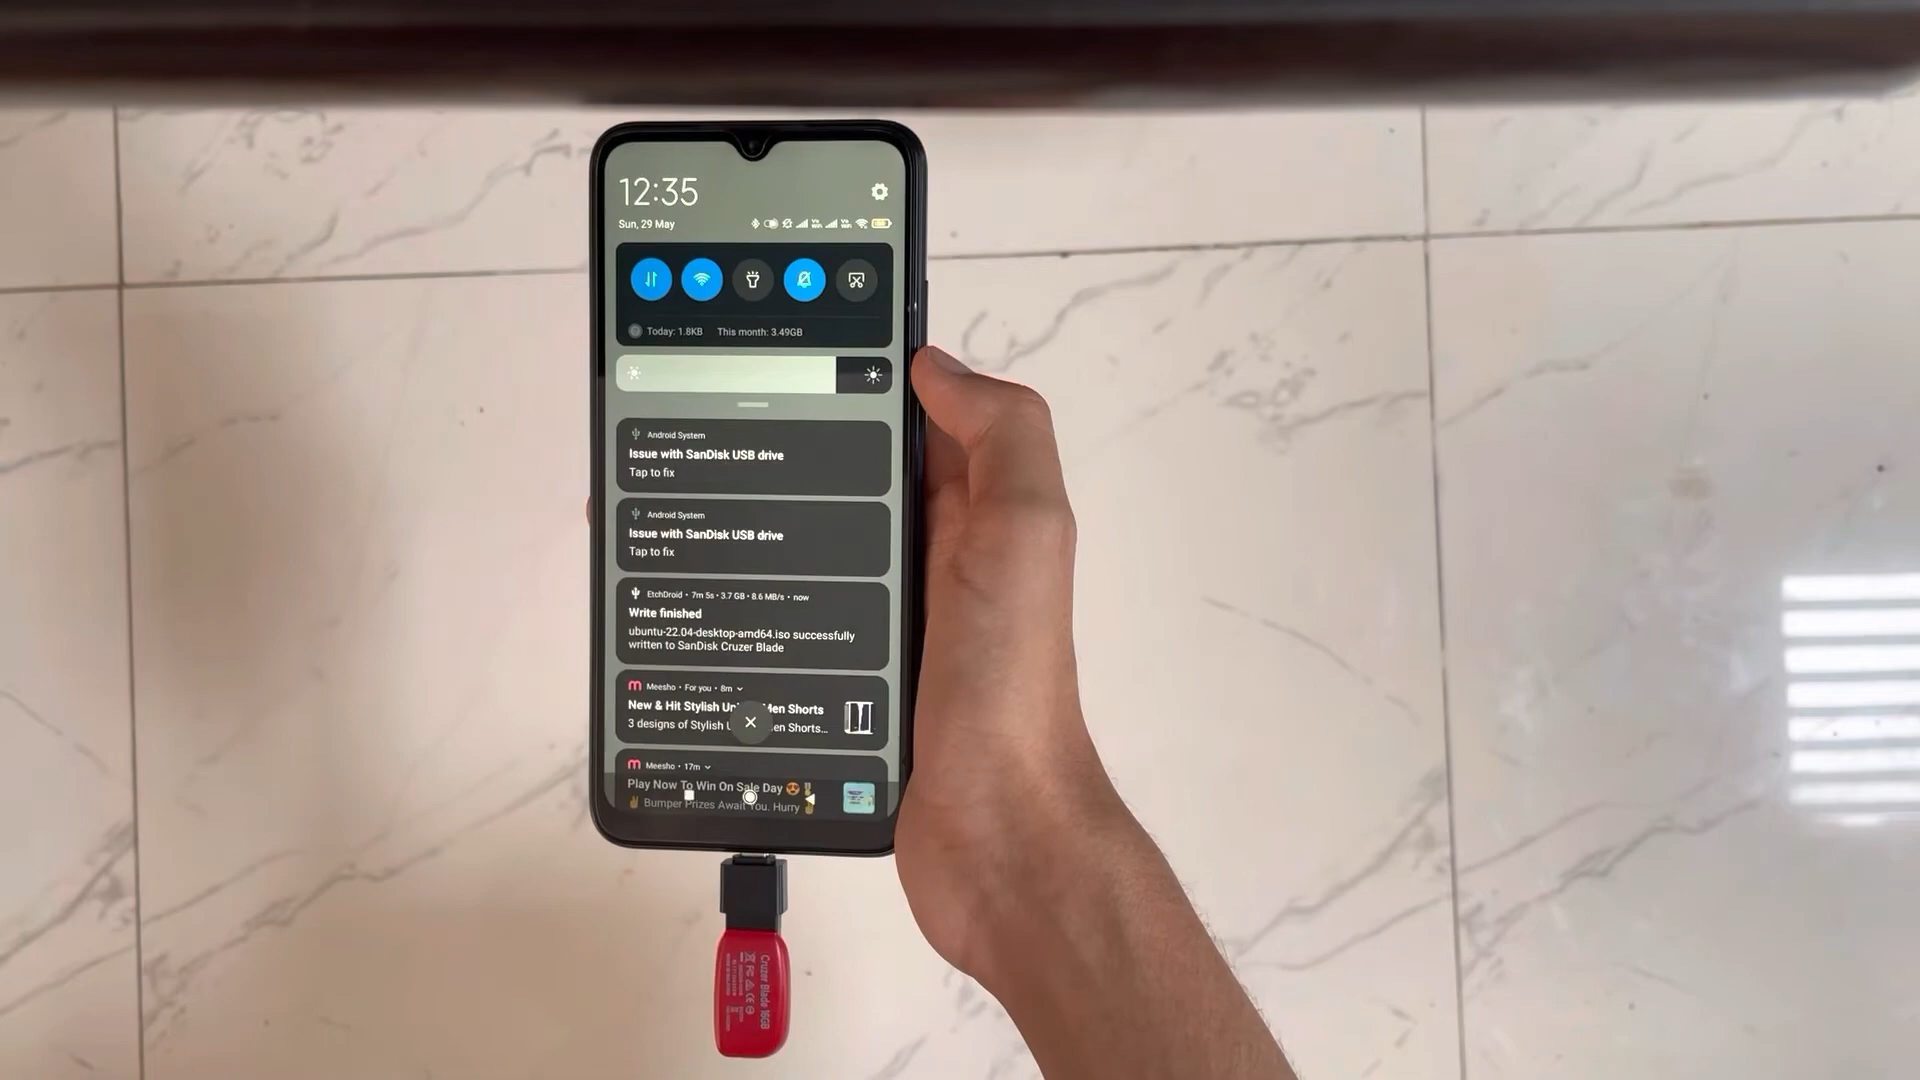 12:35
Sun, 29 May
Today: 1.8KB This month: 3.49GB
Android System
Issue with SanDisk USB drive
Tap to fix
Android System
Issue with SanDisk USB drive
Tap to fix
EtchDroid • 7m 5s • 3.7 GB • 8.6 MB/s • now
Write finished
ubuntu-22.04-desktop-amd64.iso successfully
written to SanDisk Cruzer Blade
Meesho • For you • 8m
New & Hit Stylish Men Shorts
3 designs of Stylish Shorts...
Meesho • 17m
Play Now To Win On Sale Day 😍
✌ Bumper Prizes Await You. Hurry
Cruzer Blade 16GB